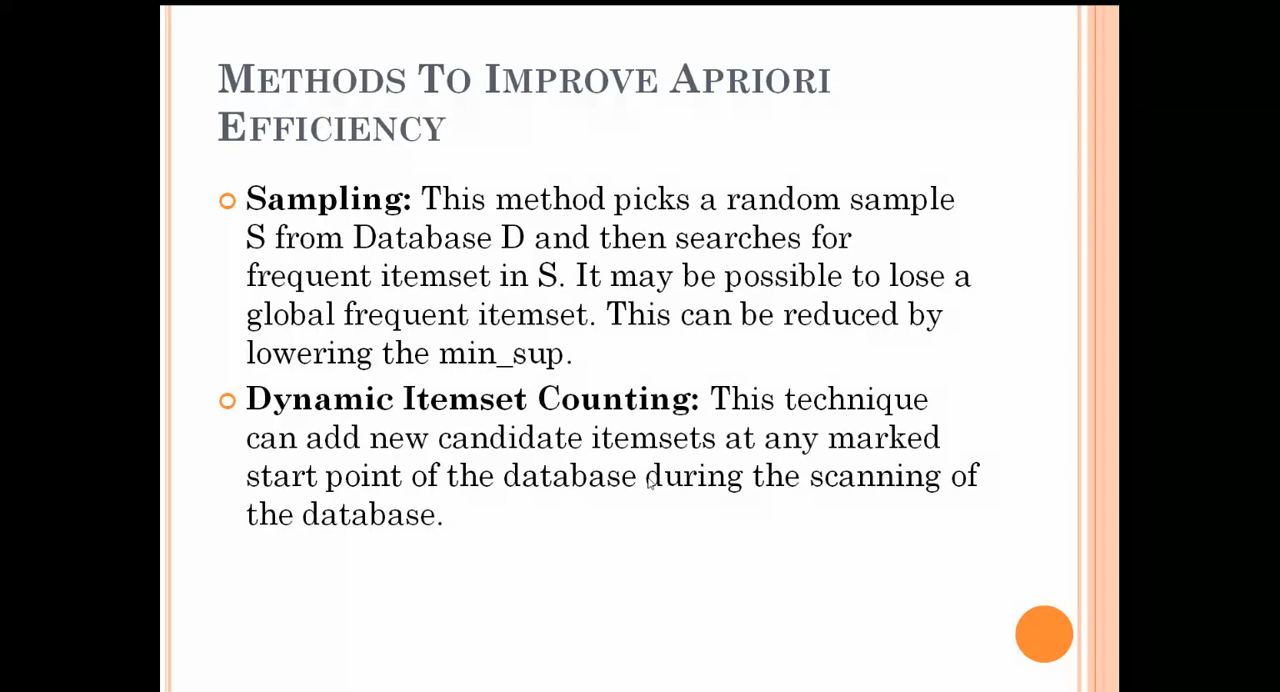 METHODS TO IMPROVE APRIORI
EFFICIENCY
Sampling: This method picks a random sample
S from Database D and then searches for
frequent itemset in S. It may be possible to lose a
global frequent itemset. This can be reduced by
lowering the min_sup.
Dynamic Itemset Counting: This technique
can add new candidate itemsets at any marked
start point of the database during the scanning of
the database.